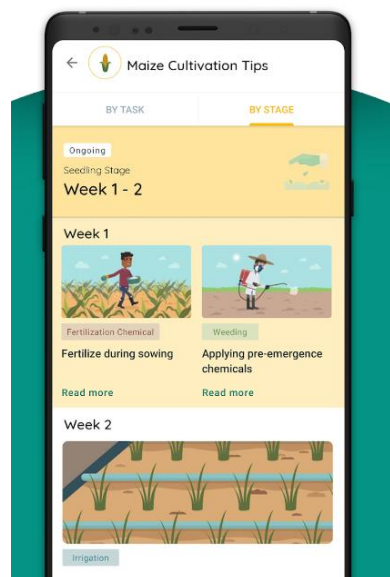 Maize Cultivation Tips
BY TASK
BY STAGE
Ongoing
Seedling Stage
Week 1 - 2
Week 1
Fertilization Chemical
Weeding
Fertilize during sowing
Applying pre-emergence
chemicals
Read more
Read more
Week 2
Irrigation